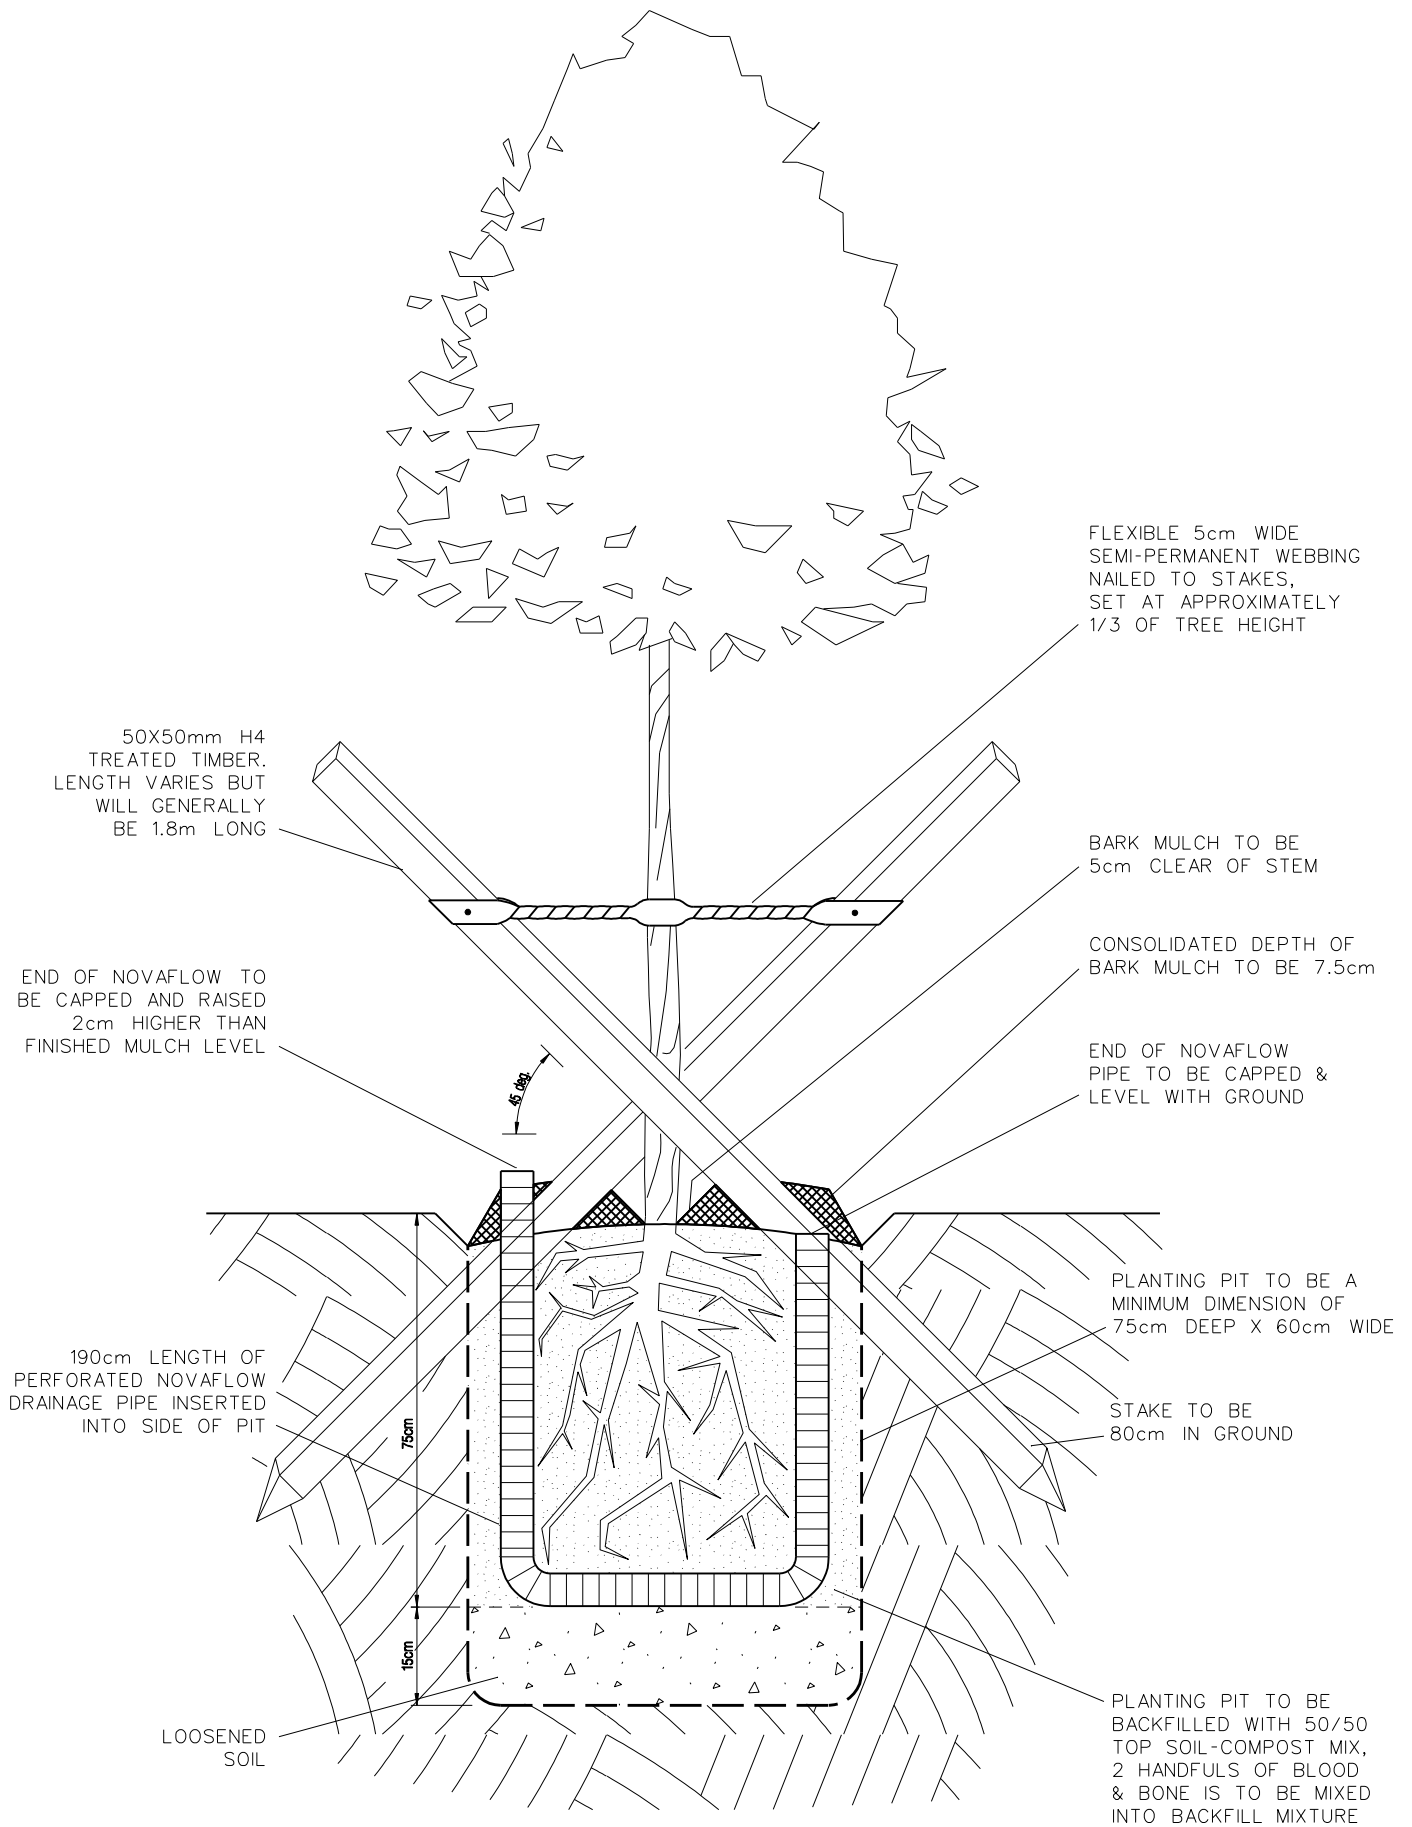 FLEXIBLE 5cm WIDE
SEMI-PERMANENT WEBBING
NAILED TO STAKES,
SET AT APPROXIMATELY
1/3 OF TREE HEIGHT
50X50mm H4
TREATED TIMBER.
LENGTH VARIES BUT
WILL GENERALLY
BE 1.8m LONG
BARK MULCH TO BE
5cm CLEAR OF STEM
CONSOLIDATED DEPTH OF
BARK MULCH TO BE 7.5cm
END OF NOVAFLOW TO
BE CAPPED AND RAISED
2cm HIGHER THAN
FINISHED MULCH LEVEL
END OF NOVAFLOW
PIPE TO BE CAPPED &
LEVEL WITH GROUND
45 deg.
PLANTING PIT TO BE A
MINIMUM DIMENSION OF
75cm DEEP X 60cm WIDE
190cm LENGTH OF
PERFORATED NOVAFLOW
DRAINAGE PIPE INSERTED
INTO SIDE OF PIT
75cm
STAKE TO BE
80cm IN GROUND
15cm
LOOSENED
SOIL
PLANTING PIT TO BE
BACKFILLED WITH 50/50
TOP SOIL-COMPOST MIX,
2 HANDFULS OF BLOOD
& BONE IS TO BE MIXED
INTO BACKFILL MIXTURE